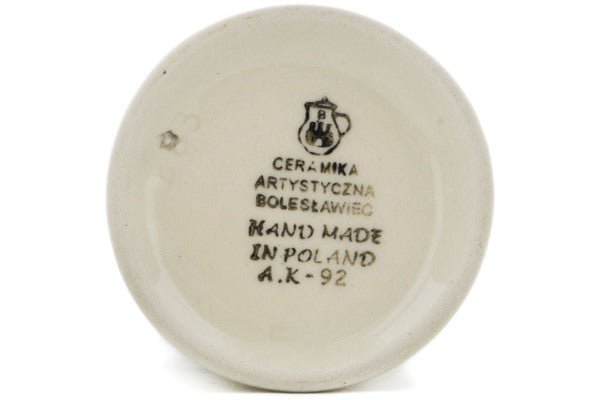 B
CERAMIKA
ARTYSTYCZNA
BOLESŁAWIEC
HAND MADE
IN POLAND
A.K-92